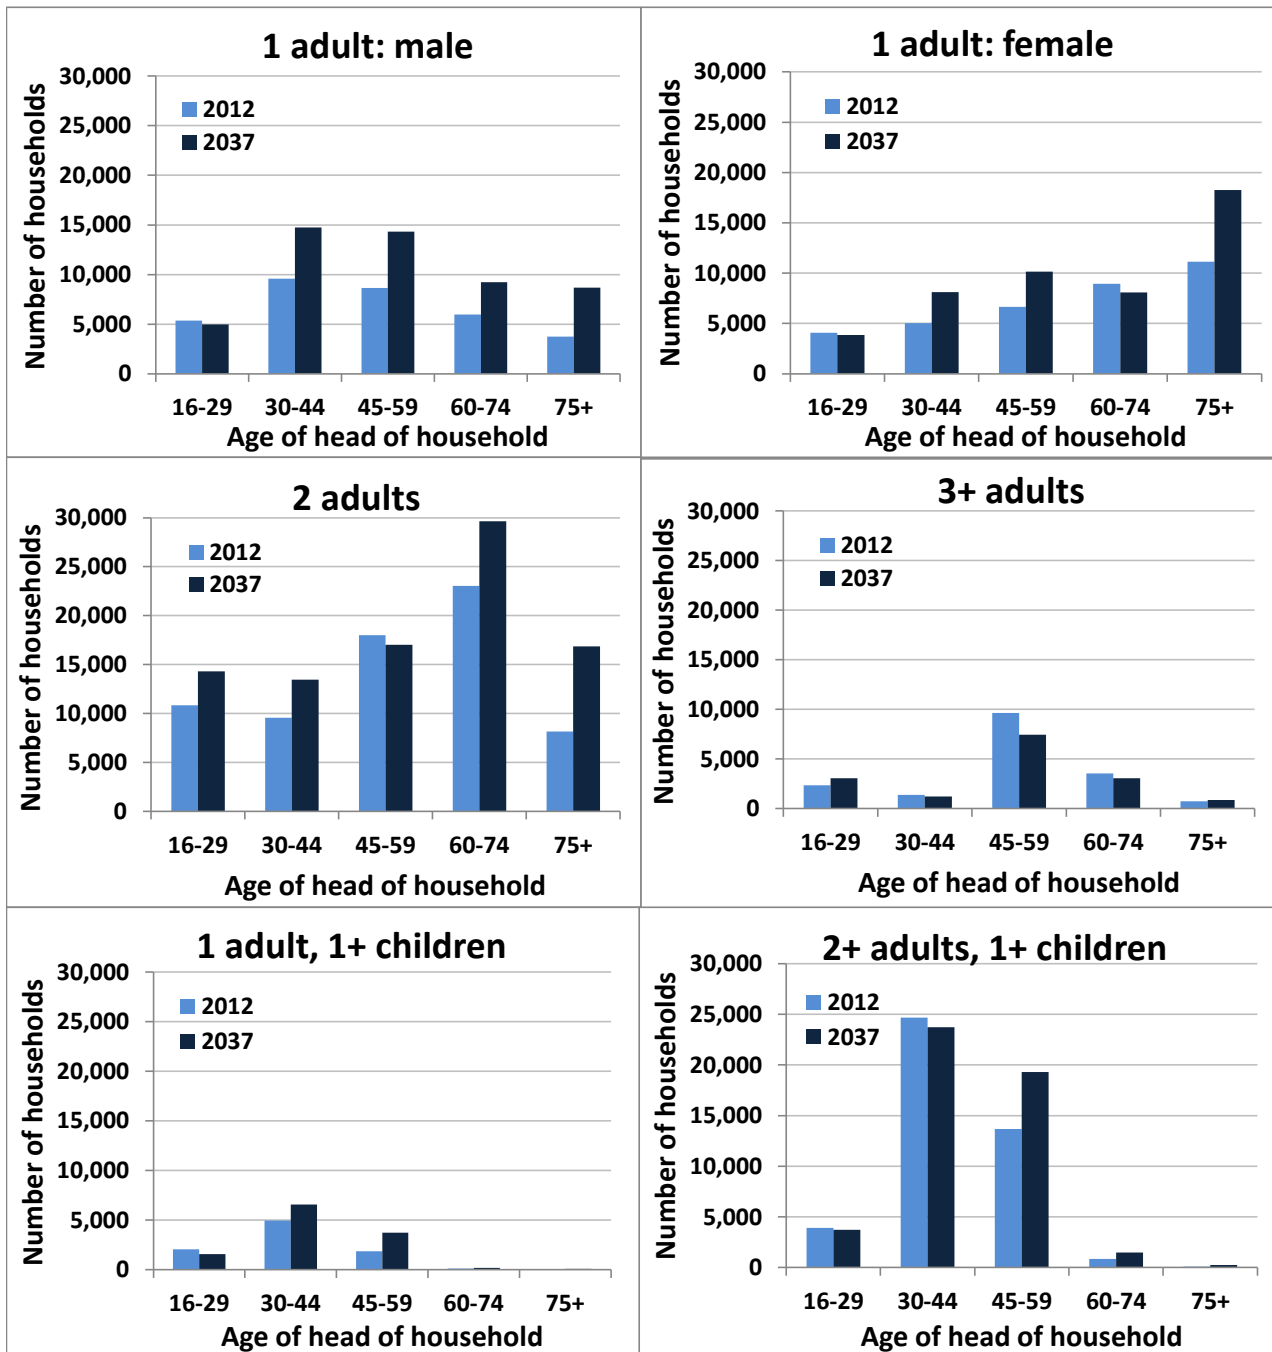 1 adult: male
Number of households
30,000
25,000
20,000
15,000
10,000
5,000
0
2012
2037
16-29 30-44 45-59 60-74 75+
Age of head of household
1 adult: female
Number of households
30,000
25,000
20,000
15,000
10,000
5,000
0
2012
2037
16-29 30-44 45-59 60-74 75+
Age of head of household
2 adults
Number of households
30,000
25,000
20,000
15,000
10,000
5,000
0
2012
2037
16-29 30-44 45-59 60-74 75+
Age of head of household
3+ adults
Number of households
30,000
25,000
20,000
15,000
10,000
5,000
0
2012
2037
16-29 30-44 45-59 60-74 75+
Age of head of household
1 adult, 1+ children
Number of households
30,000
25,000
20,000
15,000
10,000
5,000
0
2012
2037
16-29 30-44 45-59 60-74 75+
Age of head of household
2+ adults, 1+ children
Number of households
30,000
25,000
20,000
15,000
10,000
5,000
0
2012
2037
16-29 30-44 45-59 60-74 75+
Age of head of household